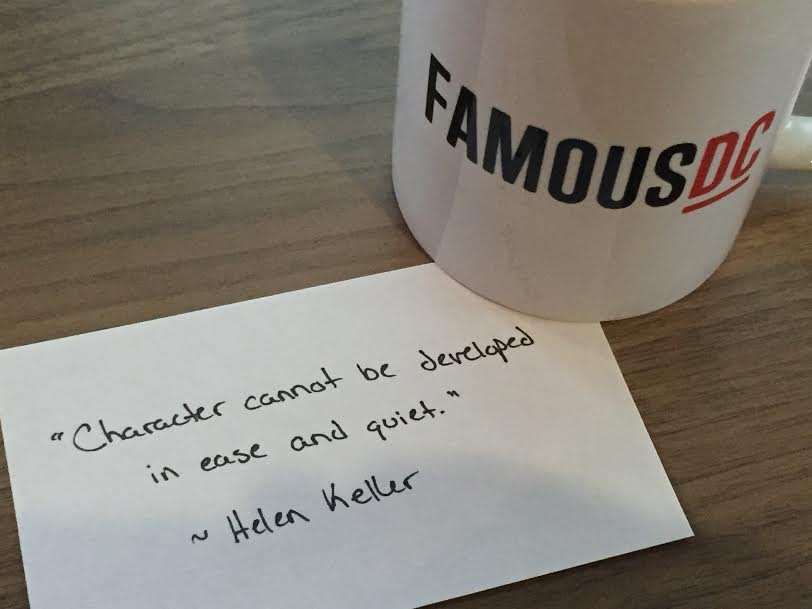 FAMOUSDC
"Character cannot be developed
in ease and quiet."
~ Helen Keller